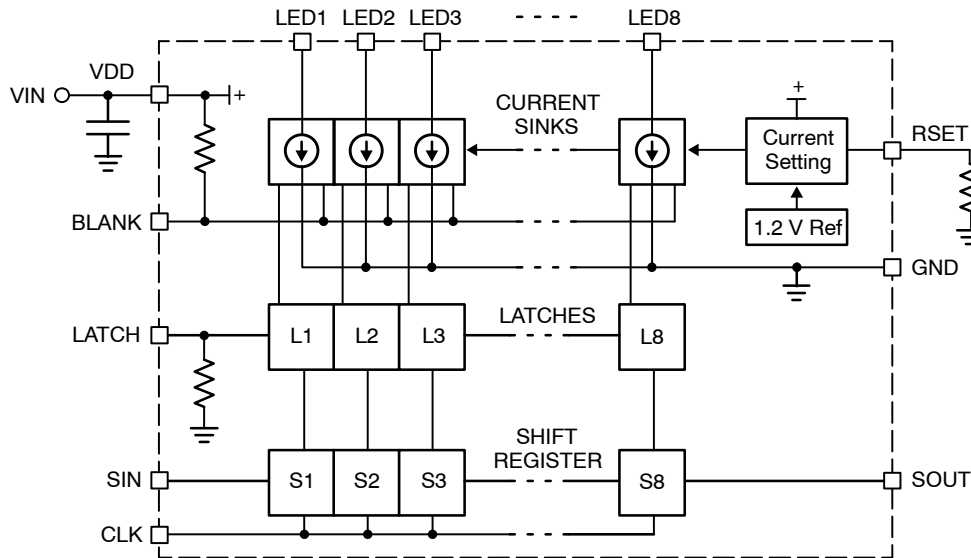 LED1 LED2 LED3 LED8
VDD
VIN
+
CURRENT
SINKS
+
Current
Setting
RSET
BLANK
1.2 V Ref
GND
LATCH
L1 L2 L3
LATCHES
L8
SIN
S1 S2 S3
SHIFT
REGISTER
S8
SOUT
CLK